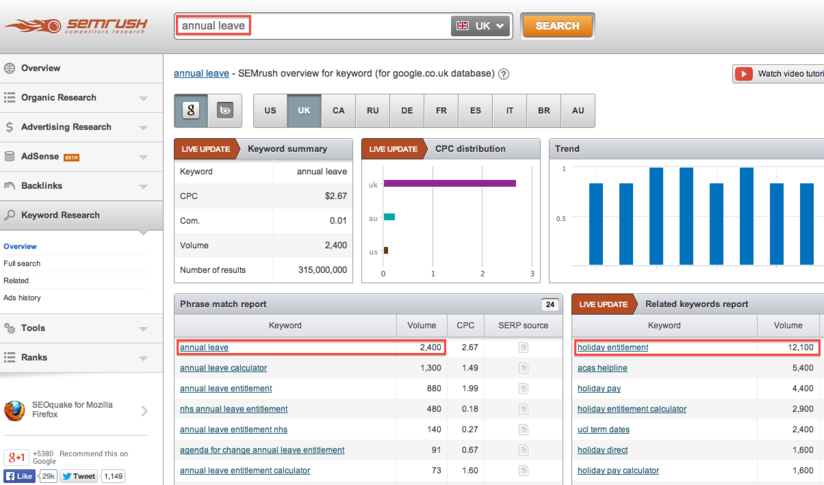 SEMRUSH
competitors research
annual leave
UK
SEARCH
Overview
Organic Research
Advertising Research
AdSense BETA
Backlinks
Keyword Research
Overview
Full search
Related
Ads history
Tools
Ranks
SEOquake for Mozilla
Firefox
g+1 +5380 Recommend this on
Google
Like 29k Tweet 1,149
annual leave - SEMrush overview for keyword (for google.co.uk database) ?
Watch video tutori
US UK CA RU DE FR ES IT BR AU
LIVE UPDATE Keyword summary
Keyword annual leave
CPC $2.67
Com. 0.01
Volume 2,400
Number of results 315,000,000
LIVE UPDATE CPC distribution
uk
au
us
0 1 2 3
Trend
1
0.5
Phrase match report 24
Keyword Volume CPC SERP source
annual leave 2,400 2.67
annual leave calculator 1,300 1.49
annual leave entitlement 880 1.99
nhs annual leave entitlement 480 0.18
annual leave entitlement nhs 140 0.27
agenda for change annual leave entitlement 91 0.67
annual leave entitlement calculator 73 1.60
LIVE UPDATE Related keywords report
Keyword Volume
holiday entitlement 12,100
acas helpline 5,400
holiday pay 4,400
holiday entitlement calculator 2,900
ucl term dates 2,400
holiday direct 1,600
holiday pay calculator 1,600